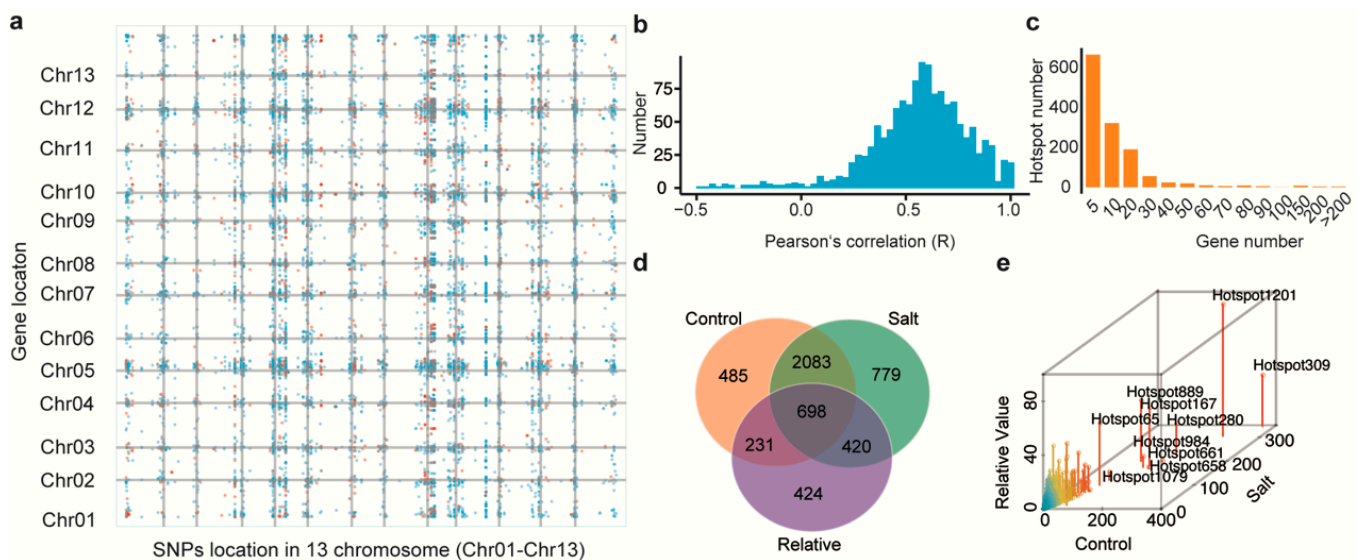 a
Chr13
Chr12
Chr11
Chr10
Chr09
Chr08
Chr07
Chr06
Chr05
Chr04
Chr03
Chr02
Chr01
Gene locaton
SNPs location in 13 chromosome (Chr01-Chr13)
b
Number
75
50
25
0
−0.5
0.0
0.5
1.0
Pearson‘s correlation (R)
c
Hotspot number
600
400
200
0
5
10
20
30
40
50
60
70
80
90
100
150
200
>200
Gene number
d
Control
Salt
485
2083
779
698
231
420
424
Relative
e
Hotspot1201
Hotspot309
Hotspot889
Hotspot167
Hotspot65
Hotspot280
Hotspot984
Hotspot661
Hotspot658
Hotspot1079
Relative Value
80
40
0
0
200
400
Control
0
100
200
300
Salt